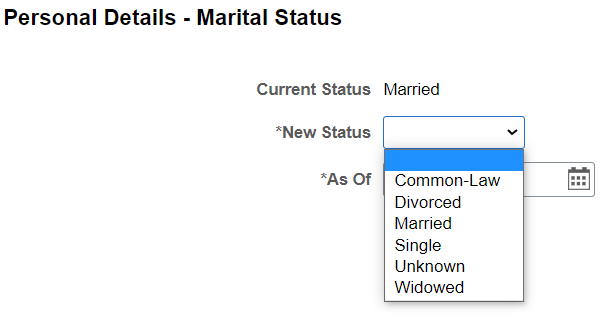 Personal Details - Marital Status
Current Status Married
*New Status
*As Of
Common-Law
Divorced
Married
Single
Unknown
Widowed